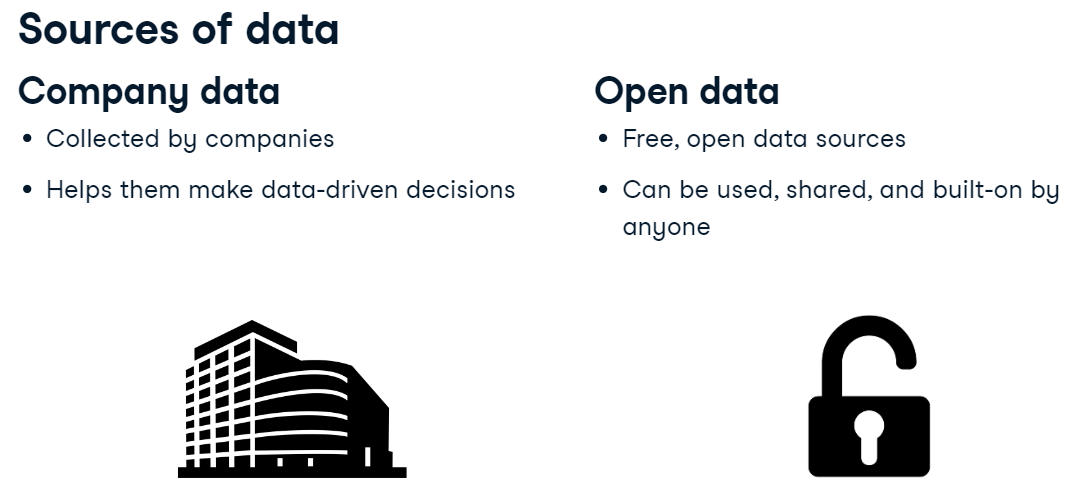 Sources of data
Company data
• Collected by companies
• Helps them make data-driven decisions
Open data
• Free, open data sources
• Can be used, shared, and built-on by
anyone